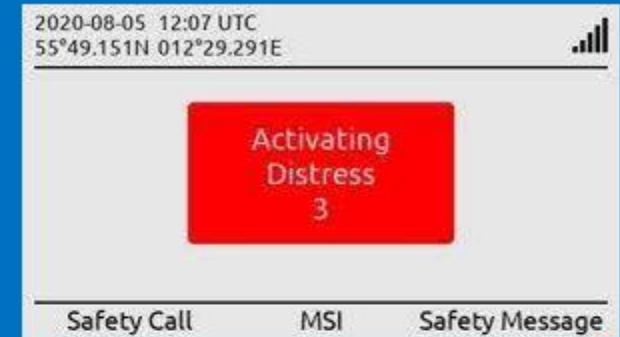 2020-08-05 12:07 UTC
55°49.151N 012°29.291E
Activating
Distress
3
Safety Call MSI Safety Message